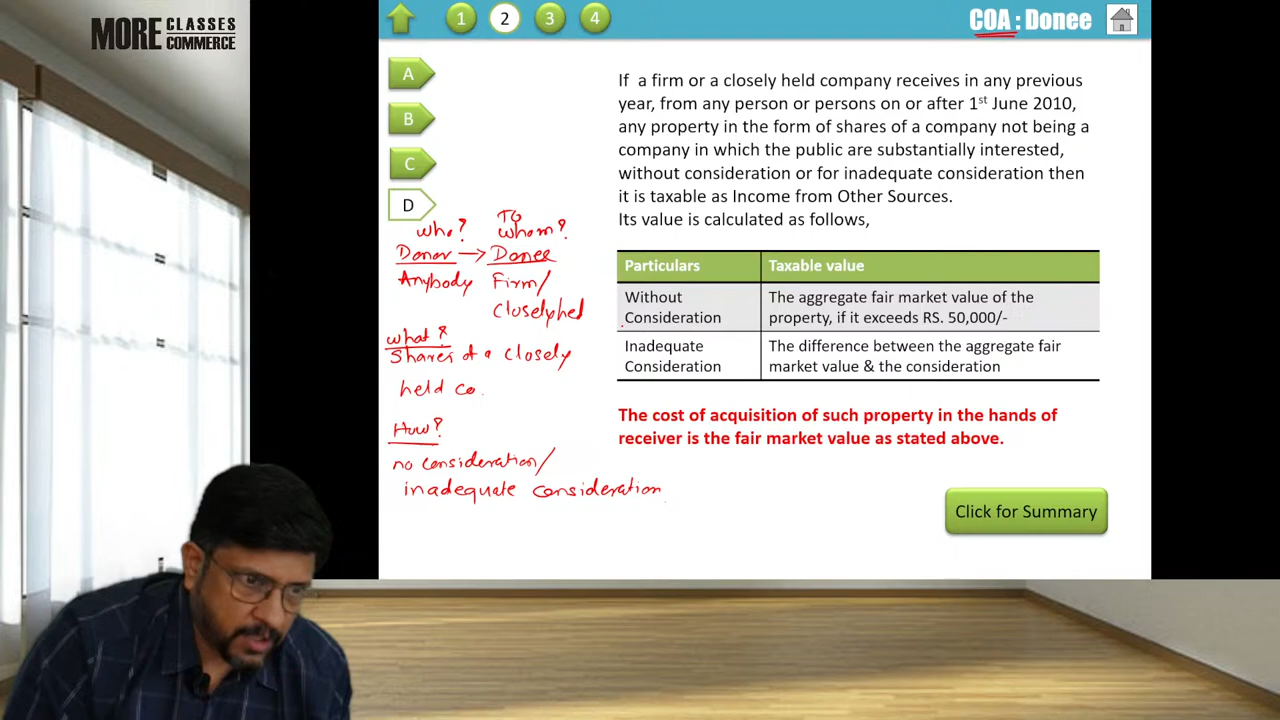 MORE CLASSES COMMERCE
1 2 3 4
COA : Donee
A
B
C
D
If a firm or a closely held company receives in any previous
year, from any person or persons on or after 1st June 2010,
any property in the form of shares of a company not being a
company in which the public are substantially interested,
without consideration or for inadequate consideration then
it is taxable as Income from Other Sources.
Its value is calculated as follows,
Particulars Taxable value
Without Consideration The aggregate fair market value of the
property, if it exceeds RS. 50,000/-
Inadequate Consideration The difference between the aggregate fair
market value & the consideration
The cost of acquisition of such property in the hands of
receiver is the fair market value as stated above.
Click for Summary
who? To whom?
Donor → Donee
Anybody Firm/
Closelyhed
what?
Shares of a closely
held co.
How?
no consideration/
inadequate consideration